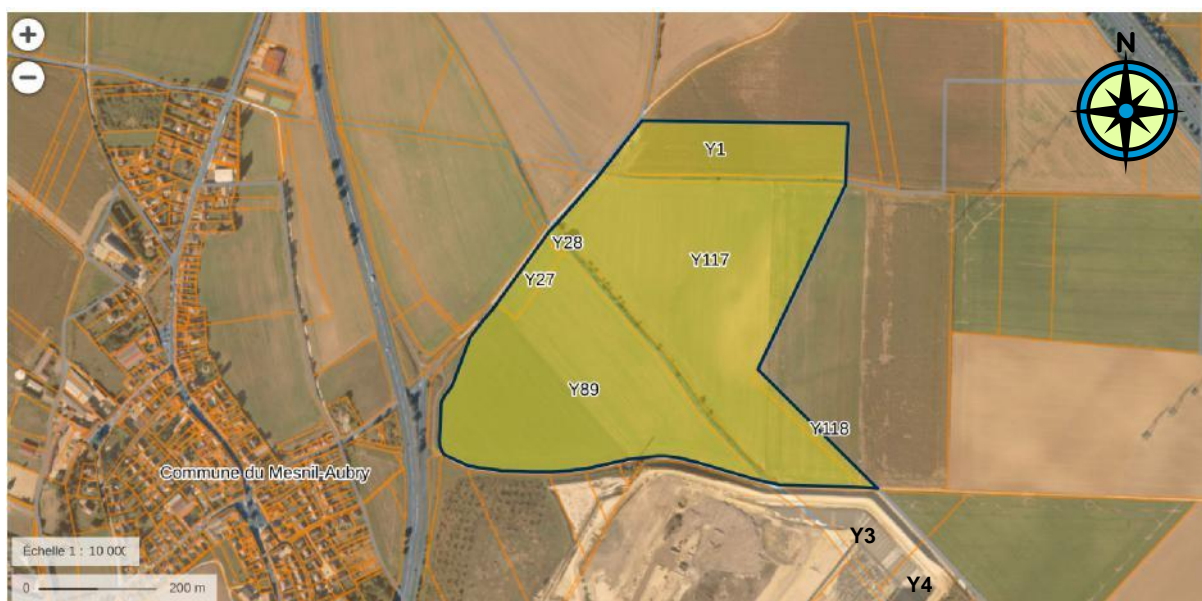 +
−
N
Y1
Y28
Y117
Y27
Y89
Y118
Commune du Mesnil-Aubry
Y3
Échelle 1 : 10 000
0 200 m
Y4